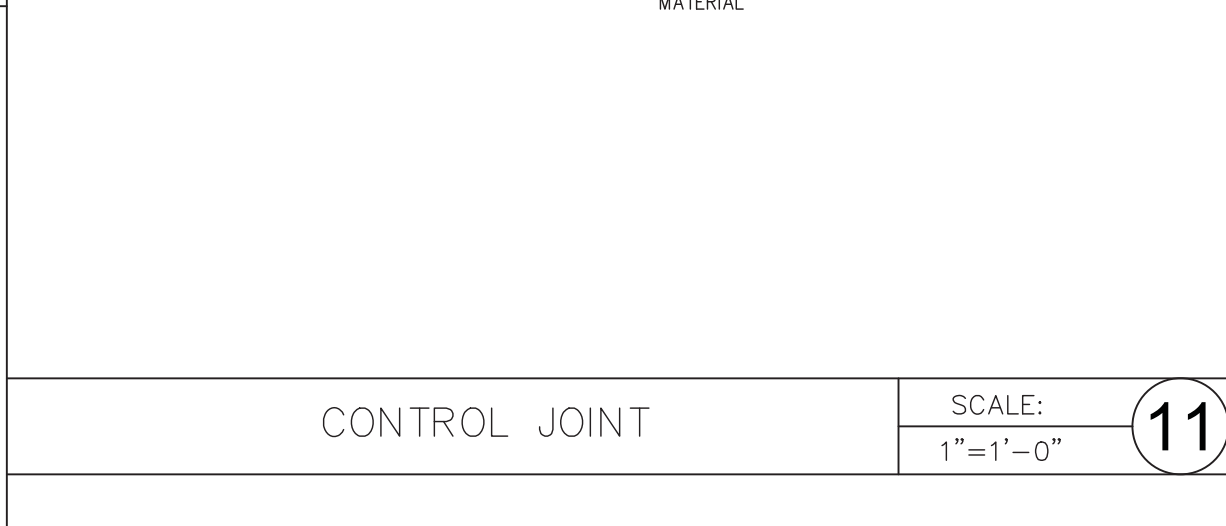 MATERIAL
CONTROL JOINT
SCALE:
1"=1'-0"
11